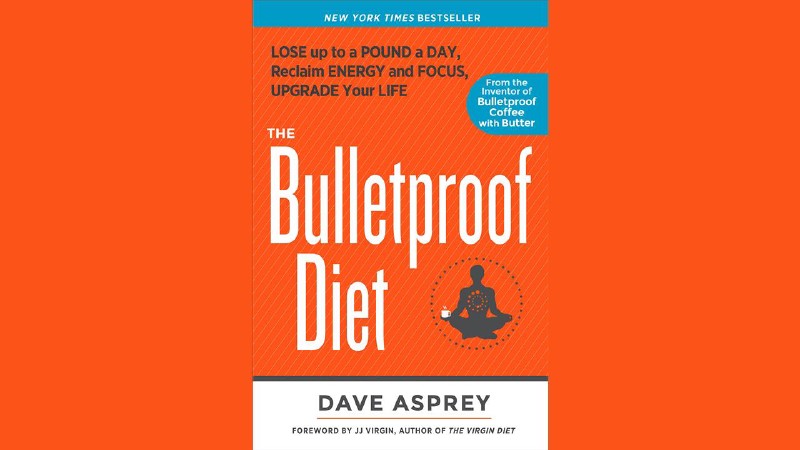 NEW YORK TIMES BESTSELLER
LOSE up to a POUND a DAY,
Reclaim ENERGY and FOCUS,
UPGRADE Your LIFE
From the
Inventor of
Bulletproof
Coffee
with Butter
THE
Bulletproof
Diet
DAVE ASPREY
FOREWORD BY JJ VIRGIN, AUTHOR OF THE VIRGIN DIET